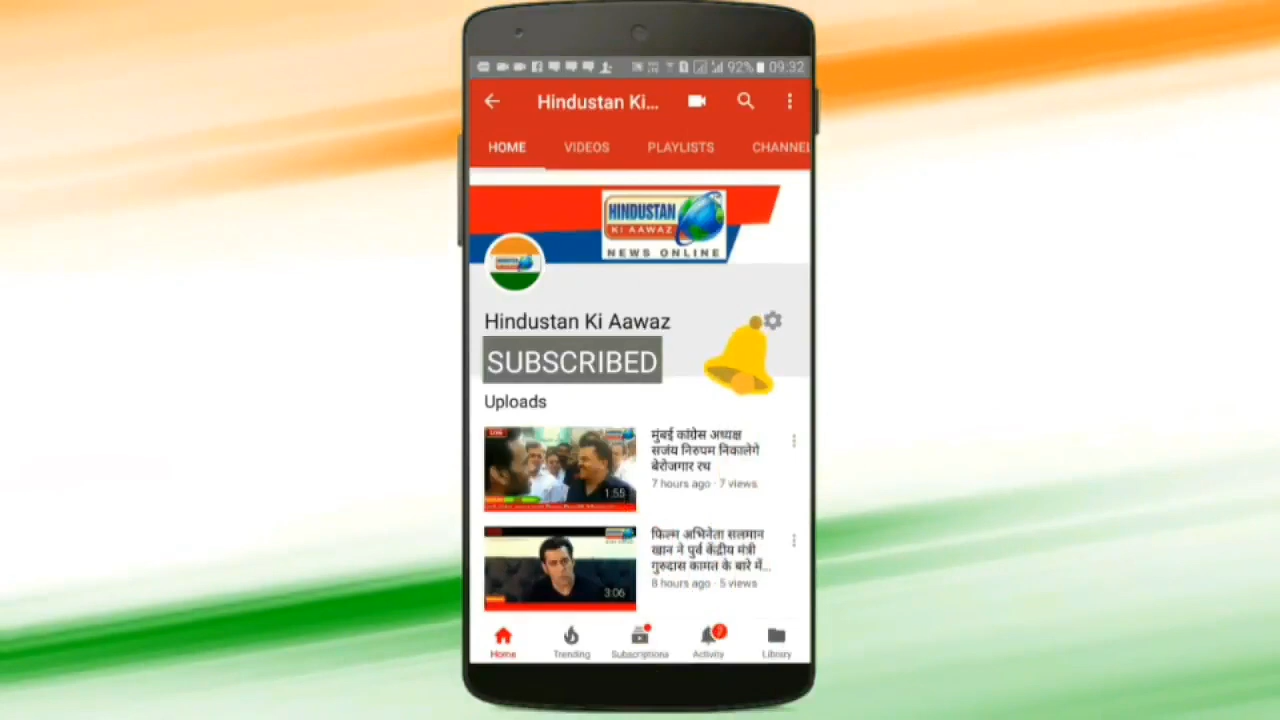 92% 09:32
Hindustan Ki...
HOME VIDEOS PLAYLISTS CHANNEL
HINDUSTAN
KI AAWAZ
NEWS ONLINE
Hindustan Ki Aawaz
SUBSCRIBED
Uploads
LIVE
1:55
मुंबई कांग्रेस अध्यक्ष
संजय निरुपम निकालेंगे
बेरोजगार रथ
7 hours ago · 7 views
3:06
फिल्म अभिनेता सलमान
खान ने पुर्व केंद्रीय मंत्री
गुरुदास कामत के बारे में...
8 hours ago · 5 views
Home Trending Subscriptions Activity Library